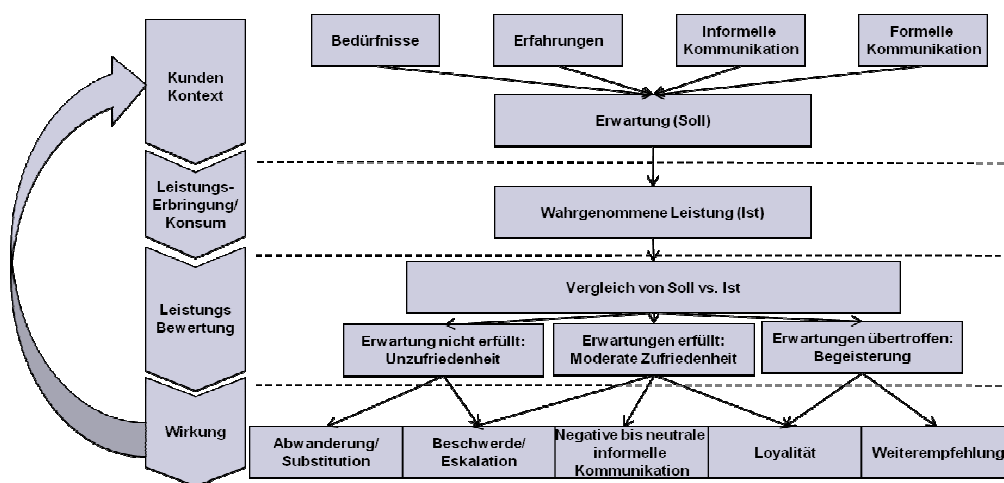 Bedürfnisse
Erfahrungen
Informelle
Kommunikation
Formelle
Kommunikation
Kunden
Kontext
Erwartung (Soll)
Leistungs-
Erbringung/
Konsum
Wahrgenommene Leistung (Ist)
Leistungs
Bewertung
Vergleich von Soll vs. Ist
Erwartung nicht erfüllt:
Unzufriedenheit
Erwartungen erfüllt:
Moderate Zufriedenheit
Erwartungen übertroffen:
Begeisterung
Wirkung
Abwanderung/
Substitution
Beschwerde/
Eskalation
Negative bis neutrale
informelle
Kommunikation
Loyalität
Weiterempfehlung